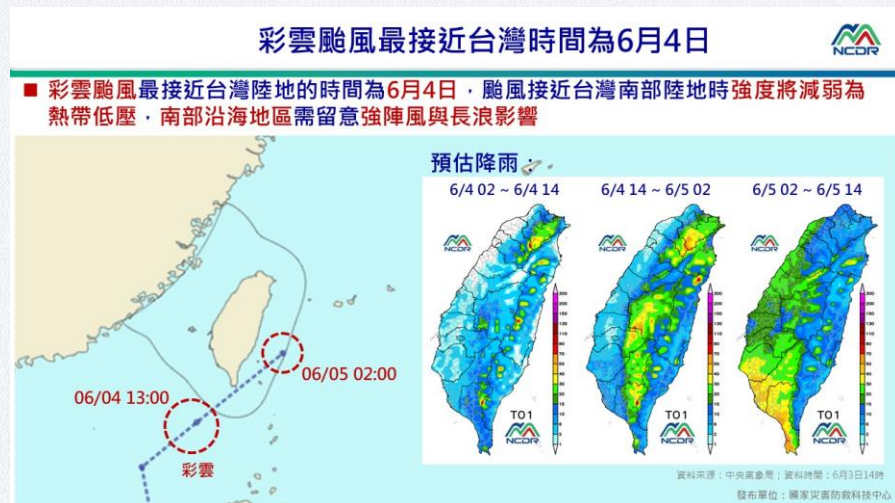 彩雲颱風最接近台灣時間為6月4日
NCDR
■ 彩雲颱風最接近台灣陸地的時間為6月4日，颱風接近台灣南部陸地時強度將減弱為
熱帶低壓，南部沿海地區需留意強陣風與長浪影響
預估降雨：
6/4 02 ~ 6/4 14
6/4 14 ~ 6/5 02
6/5 02 ~ 6/5 14
NCDR
NCDR
NCDR
06/05 02:00
06/04 13:00
彩雲
TO1
NCDR
TO1
NCDR
TO1
NCDR
資料來源：中央氣象局；資料時間：6月3日14時
發布單位：國家災害防救科技中心